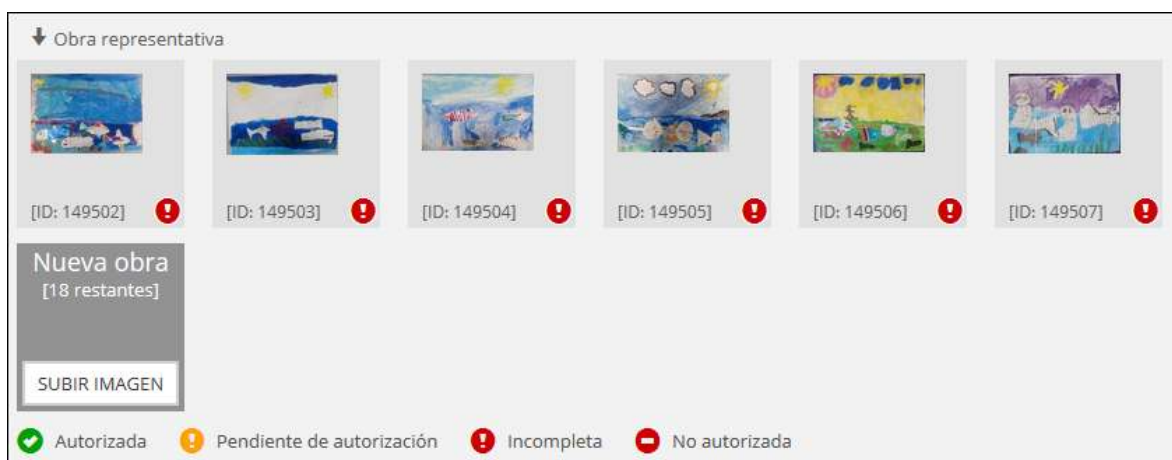 Obra representativa
[ID: 149502]
[ID: 149503]
[ID: 149504]
[ID: 149505]
[ID: 149506]
[ID: 149507]
Nueva obra
[18 restantes]
SUBIR IMAGEN
Autorizada
Pendiente de autorización
Incompleta
No autorizada